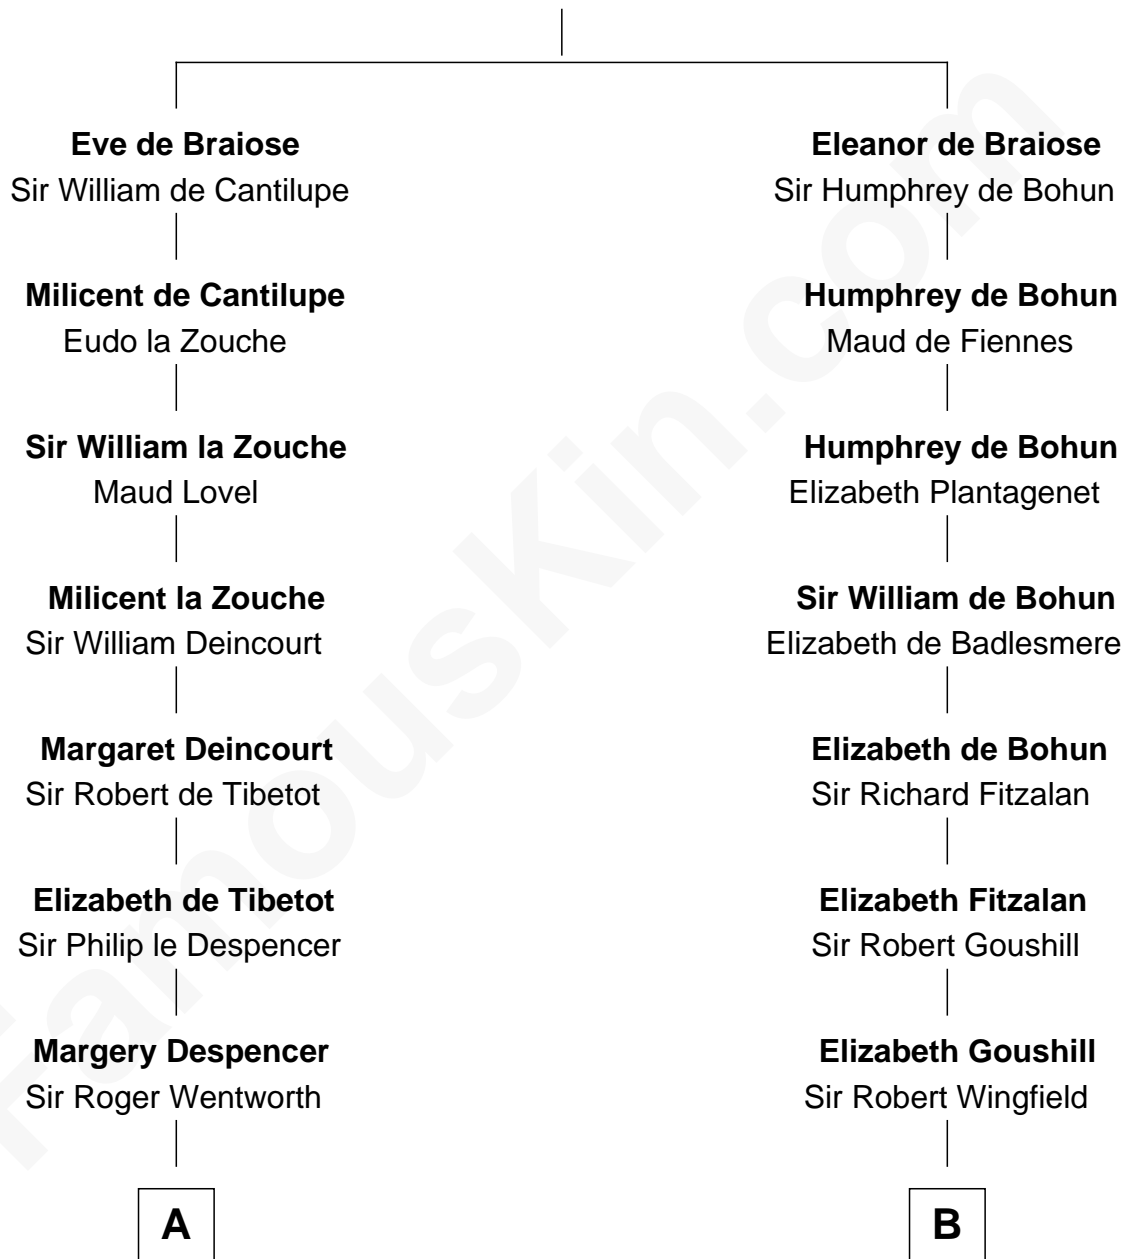 Eve de Braiose
Sir William de Cantilupe
Milicent de Cantilupe
Eudo la Zouche
Sir William la Zouche
Maud Lovel
Milicent la Zouche
Sir William Deincourt
Margaret Deincourt
Sir Robert de Tibetot
Elizabeth de Tibetot
Sir Philip le Despencer
Margery Despencer
Sir Roger Wentworth
A
Eleanor de Braiose
Sir Humphrey de Bohun
Humphrey de Bohun
Maud de Fiennes
Humphrey de Bohun
Elizabeth Plantagenet
Sir William de Bohun
Elizabeth de Badlesmere
Elizabeth de Bohun
Sir Richard Fitzalan
Elizabeth Fitzalan
Sir Robert Goushill
Elizabeth Goushill
Sir Robert Wingfield
B
FamousKin.com